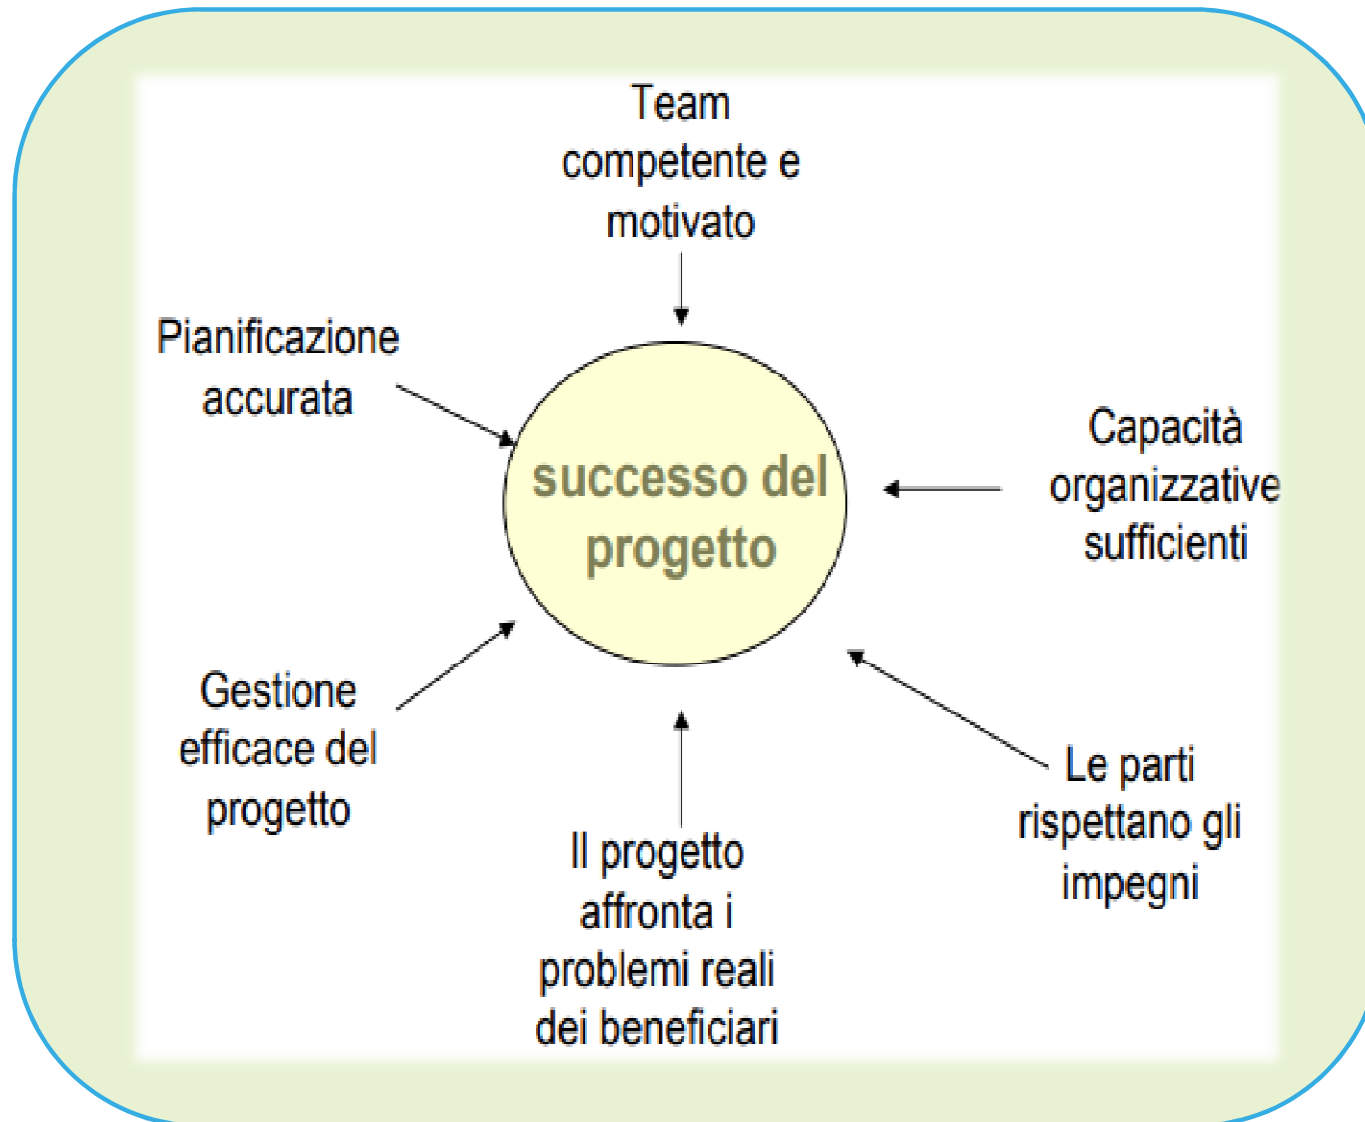 Team
competente e
motivato
Pianificazione
accurata
Capacità
organizzative
sufficienti
successo del
progetto
Gestione
efficace del
progetto
Le parti
rispettano gli
impegni
Il progetto
affronta i
problemi reali
dei beneficiari